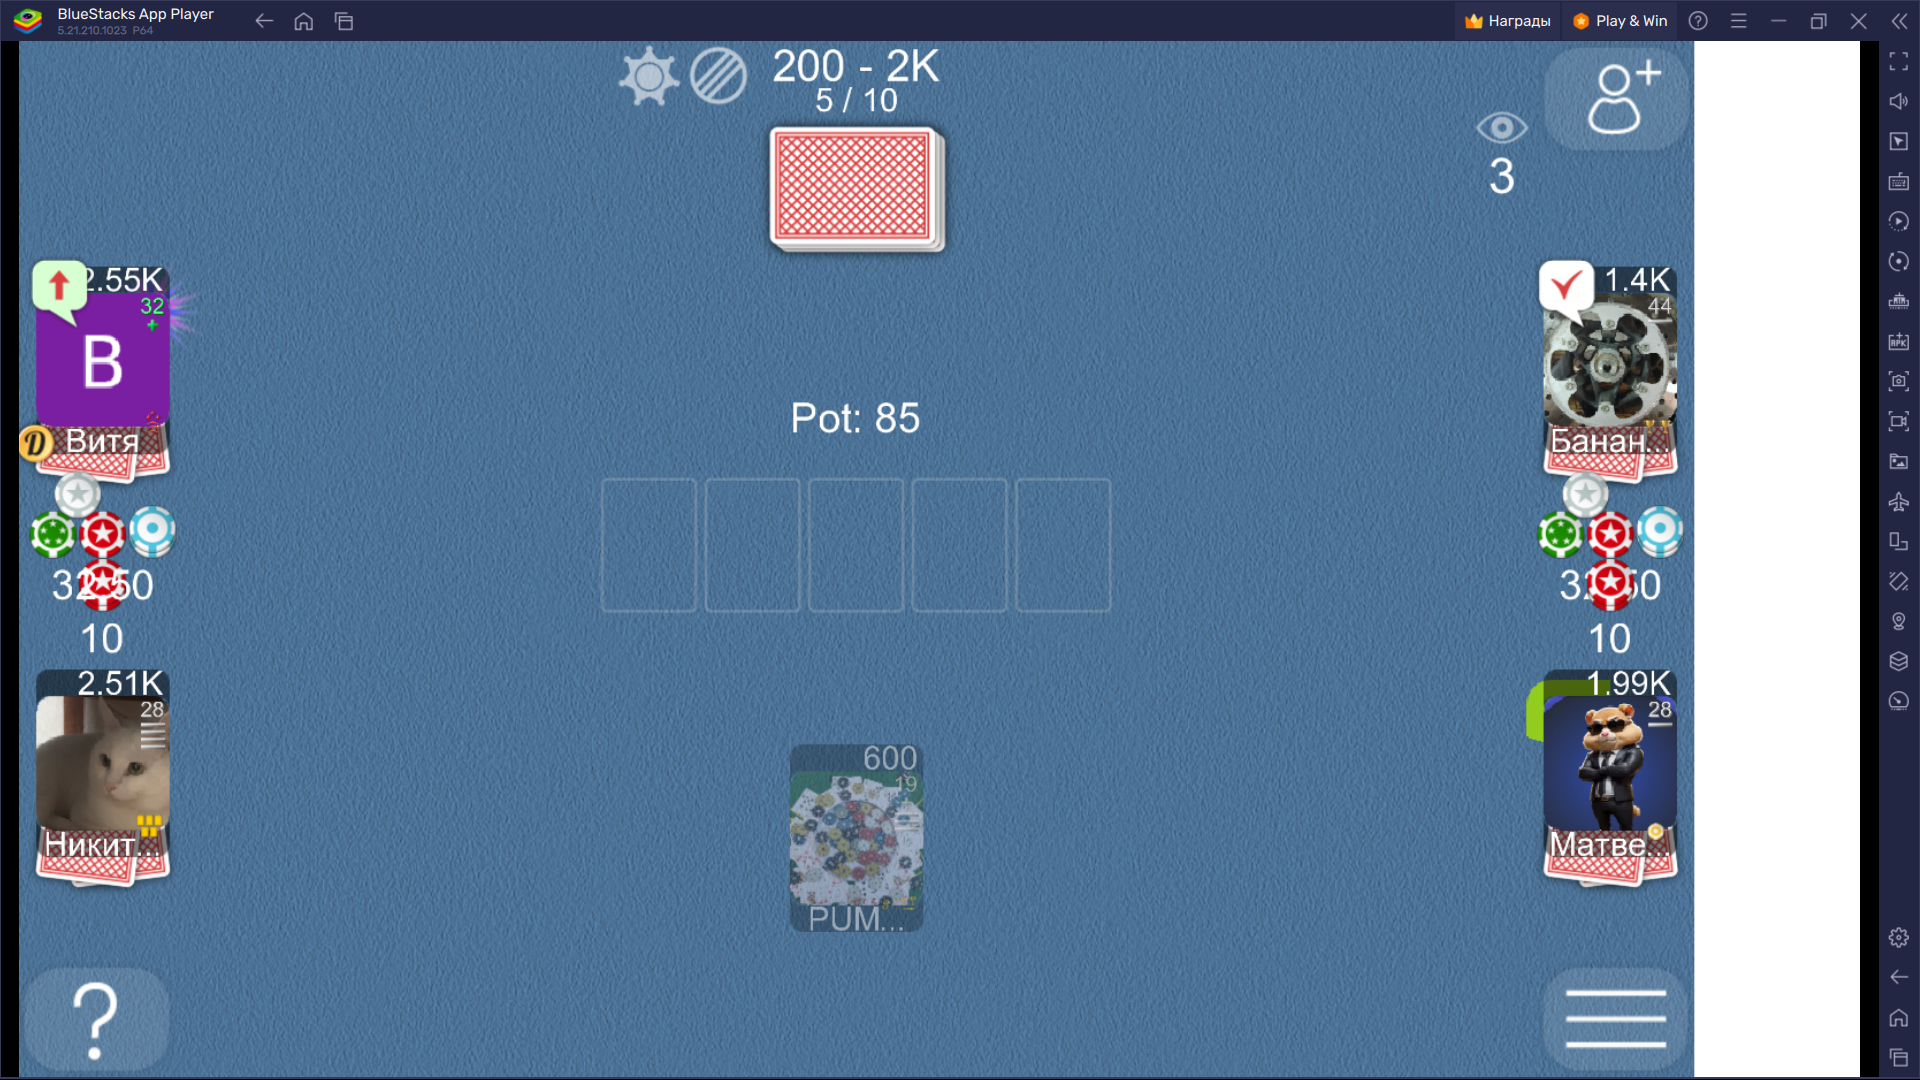 BlueStacks App Player
5.21.210.1023 P64
Награды
Play & Win
200 - 2K
5 / 10
3
2.55K
32
B
D
Витя
10
1.4K
44
Банан...
10
Pot: 85
2.51K
28
Никит...
1.99K
28
Матве...
600
19
PUM...
?